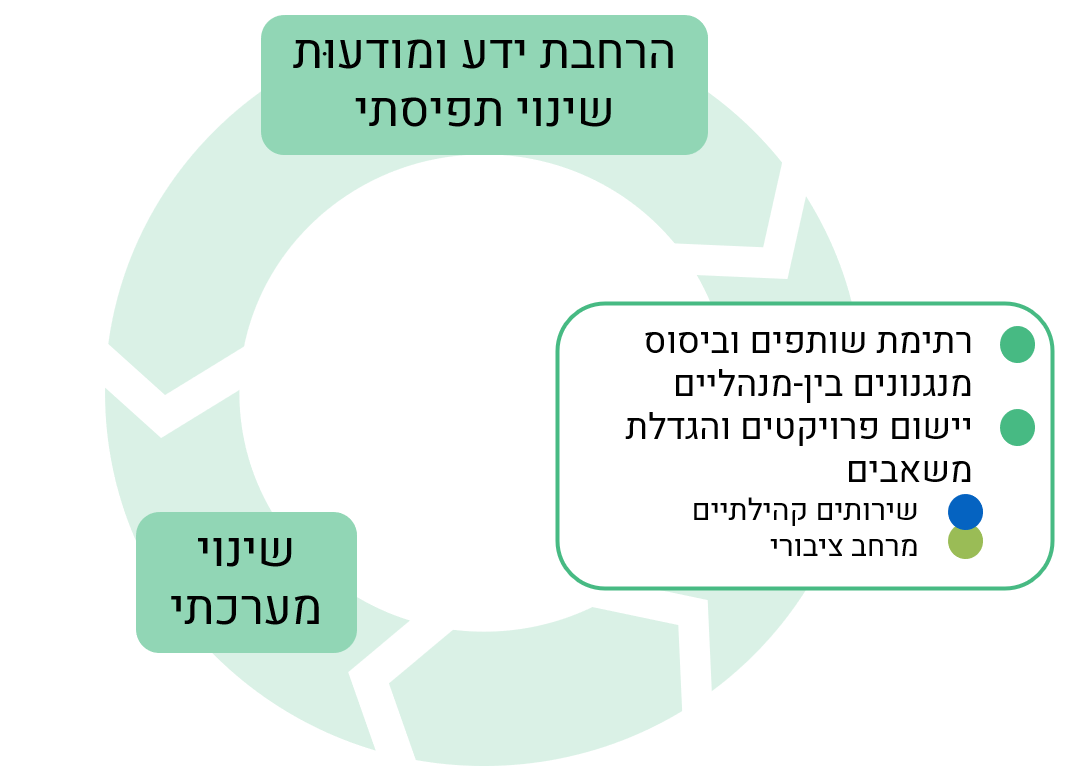 הרחבת ידע ומודעוּת
שינוי תפיסתי
רתימת שותפים וביסוס
מנגנונים בין-מנהליים
יישום פרויקטים והגדלת
משאבים
שירותים קהילתיים
מרחב ציבורי
שינוי
מערכתי